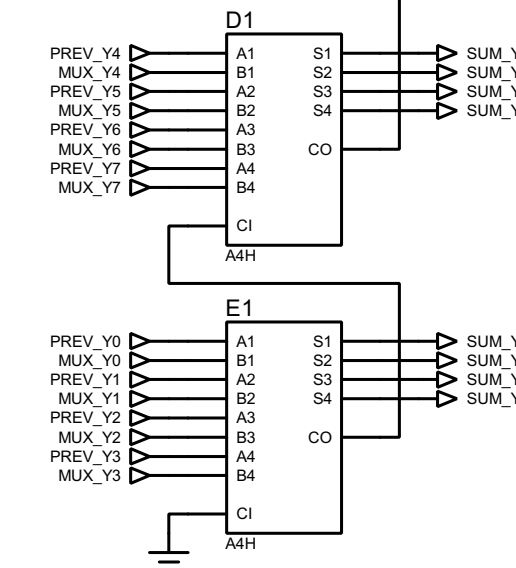 D1
PREV_Y4 A1 S1 SUM_Y
MUX_Y4 B1 S2 SUM_Y
PREV_Y5 A2 S3 SUM_Y
MUX_Y5 B2 S4 SUM_Y
PREV_Y6 A3
MUX_Y6 B3 CO
PREV_Y7 A4
MUX_Y7 B4
CI
A4H
E1
PREV_Y0 A1 S1 SUM_Y
MUX_Y0 B1 S2 SUM_Y
PREV_Y1 A2 S3 SUM_Y
MUX_Y1 B2 S4 SUM_Y
PREV_Y2 A3
MUX_Y2 B3 CO
PREV_Y3 A4
MUX_Y3 B4
CI
A4H